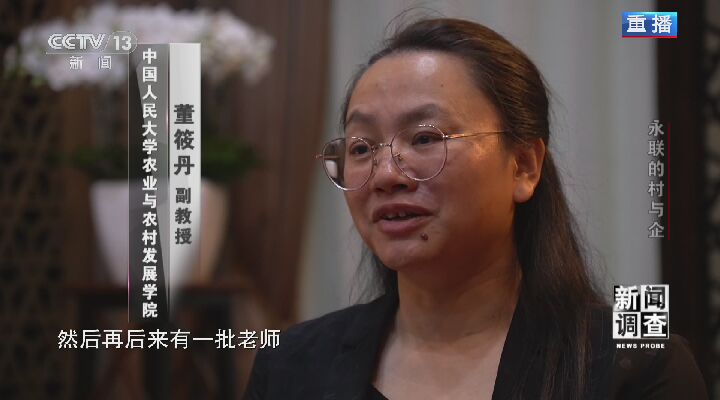 CCTV 13
新闻
重播
中国人民大学农业与农村发展学院
董筱丹 副教授
永联的村与企
新闻
调查
NEWS PROBE
然后再后来有一批老师